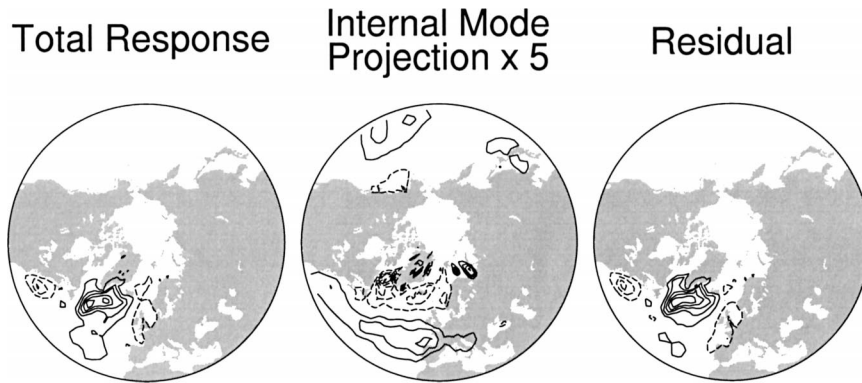 Total Response
Internal Mode
Projection x 5
Residual